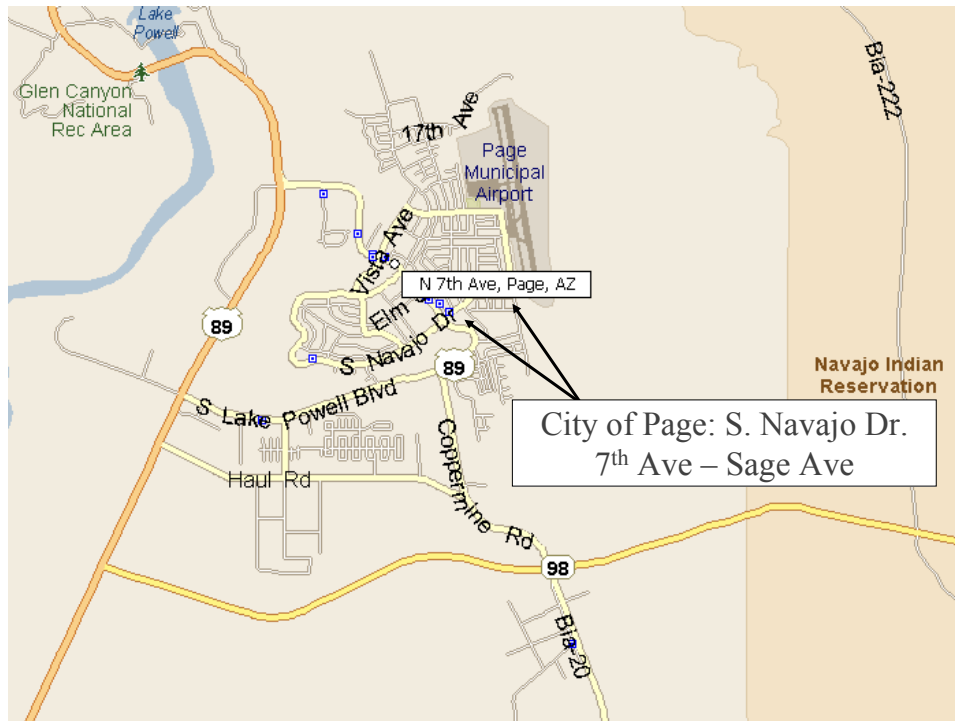 Lake
Powell
Glen Canyon
National
Rec Area
Bia-222
17th Ave
Page
Municipal
Airport
Vista Ave
N 7th Ave, Page, AZ
Elm
89
S Navajo Dr
89
Navajo Indian
Reservation
S Lake Powell Blvd
City of Page: S. Navajo Dr.
7th Ave – Sage Ave
Coppermine Rd
Haul Rd
98
Bia-20